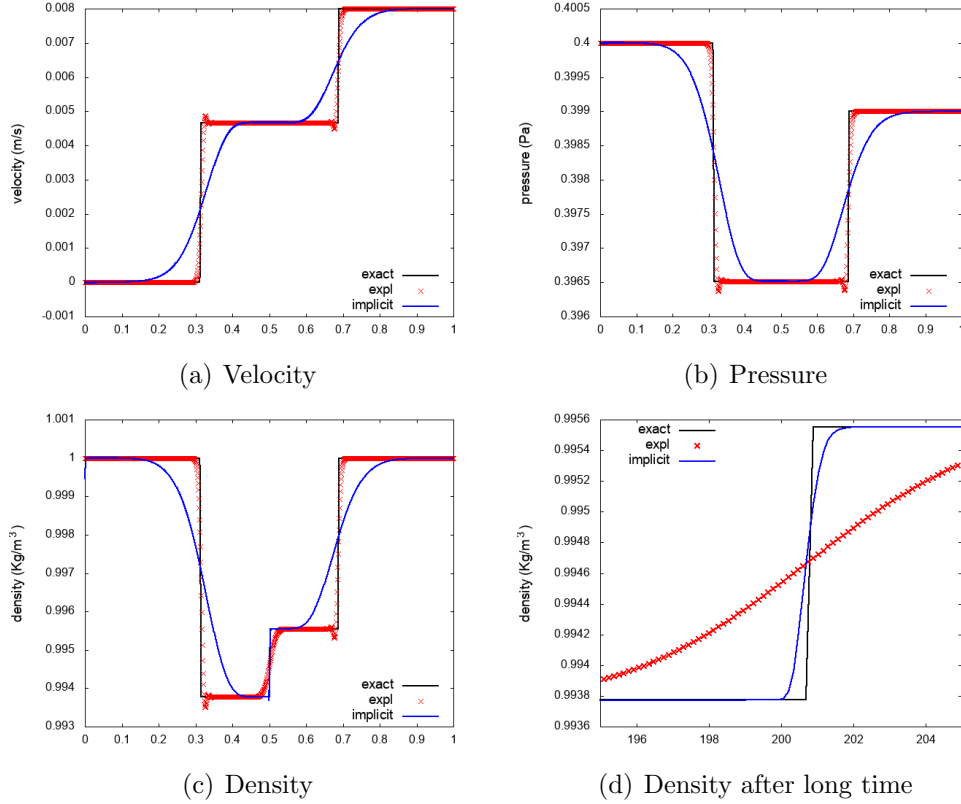 0.008
0.007
0.006
0.005
0.004
0.003
0.002
0.001
0
-0.001
velocity (m/s)
exact
expl
implicit
0 0.1 0.2 0.3 0.4 0.5 0.6 0.7 0.8 0.9 1
(a) Velocity
0.4005
0.4
0.3995
0.399
0.3985
0.398
0.3975
0.397
0.3965
0.396
pressure (Pa)
exact
expl
implicit
0 0.1 0.2 0.3 0.4 0.5 0.6 0.7 0.8 0.9 1
(b) Pressure
1.001
1
0.999
0.998
0.997
0.996
0.995
0.994
0.993
density (Kg/m³)
exact
expl
implicit
0 0.1 0.2 0.3 0.4 0.5 0.6 0.7 0.8 0.9 1
(c) Density
0.9956
0.9954
0.9952
0.995
0.9948
0.9946
0.9944
0.9942
0.994
0.9938
0.9936
density (Kg/m³)
exact
expl
implicit
196 198 200 202 204
(d) Density after long time